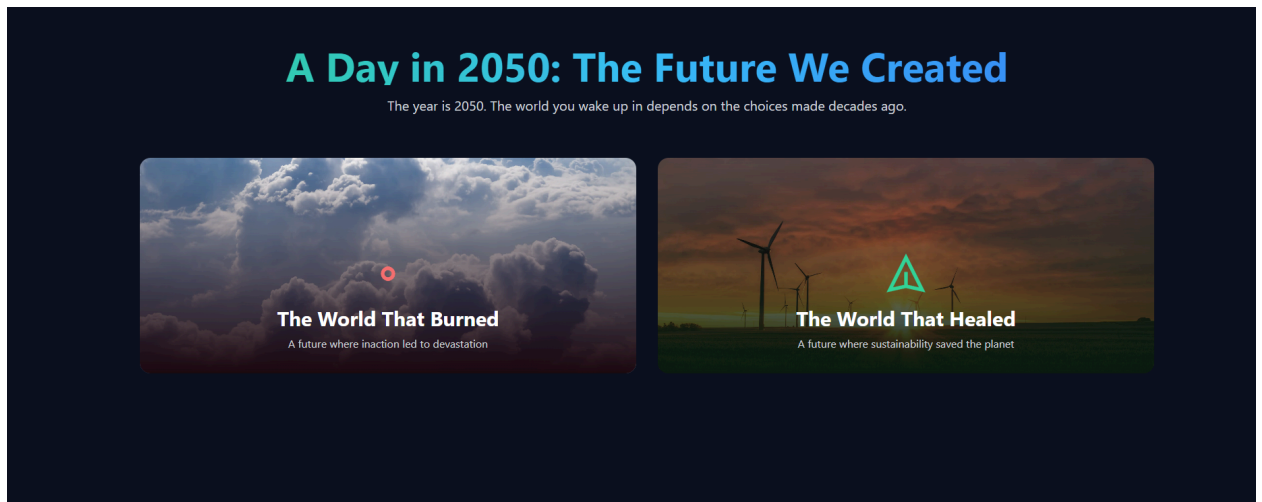 A Day in 2050: The Future We Created
The year is 2050. The world you wake up in depends on the choices made decades ago.
The World That Burned
A future where inaction led to devastation
The World That Healed
A future where sustainability saved the planet